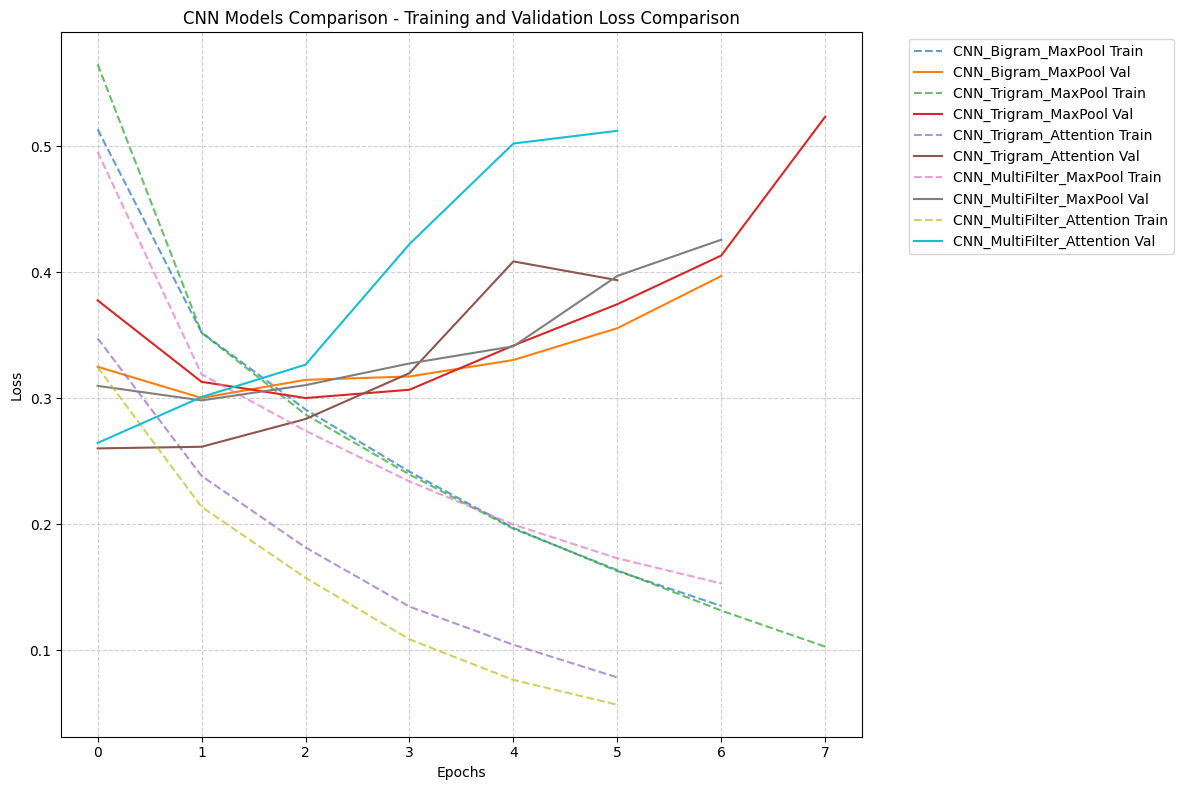 CNN Models Comparison - Training and Validation Loss Comparison
CNN_Bigram_MaxPool Train
CNN_Bigram_MaxPool Val
CNN_Trigram_MaxPool Train
CNN_Trigram_MaxPool Val
CNN_Trigram_Attention Train
CNN_Trigram_Attention Val
CNN_MultiFilter_MaxPool Train
CNN_MultiFilter_MaxPool Val
CNN_MultiFilter_Attention Train
CNN_MultiFilter_Attention Val
Loss
0.5
0.4
0.3
0.2
0.1
0 1 2 3 4 5 6 7
Epochs